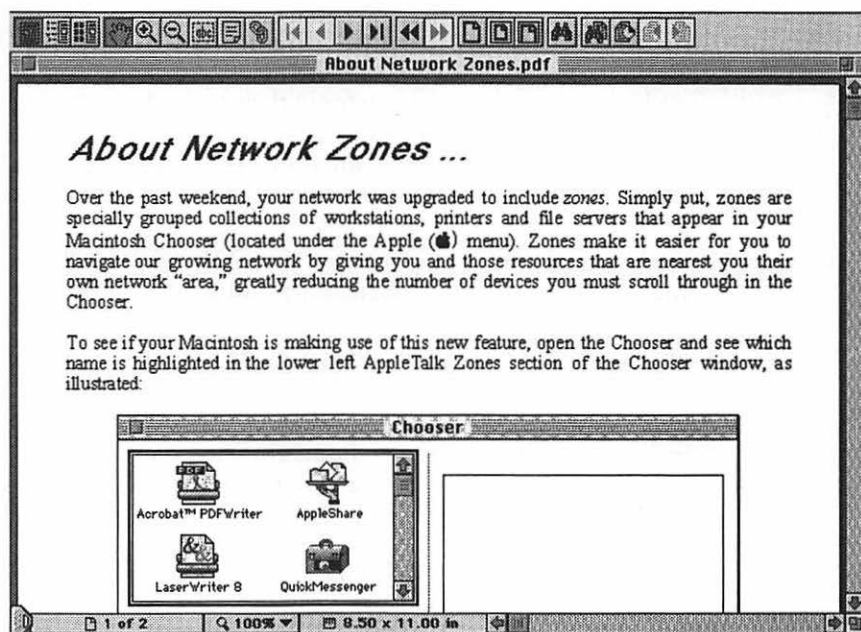 About Network Zones.pdf
About Network Zones ...
Over the past weekend, your network was upgraded to include zones. Simply put, zones are
specially grouped collections of workstations, printers and file servers that appear in your
Macintosh Chooser (located under the Apple () menu). Zones make it easier for you to
navigate our growing network by giving you and those resources that are nearest you their
own network “area,” greatly reducing the number of devices you must scroll through in the
Chooser.
To see if your Macintosh is making use of this new feature, open the Chooser and see which
name is highlighted in the lower left AppleTalk Zones section of the Chooser window, as
illustrated:
Chooser
Acrobat™ PDFWriter
AppleShare
LaserWriter 8
QuickMessenger
1 of 2
100%
8.50 x 11.00 in